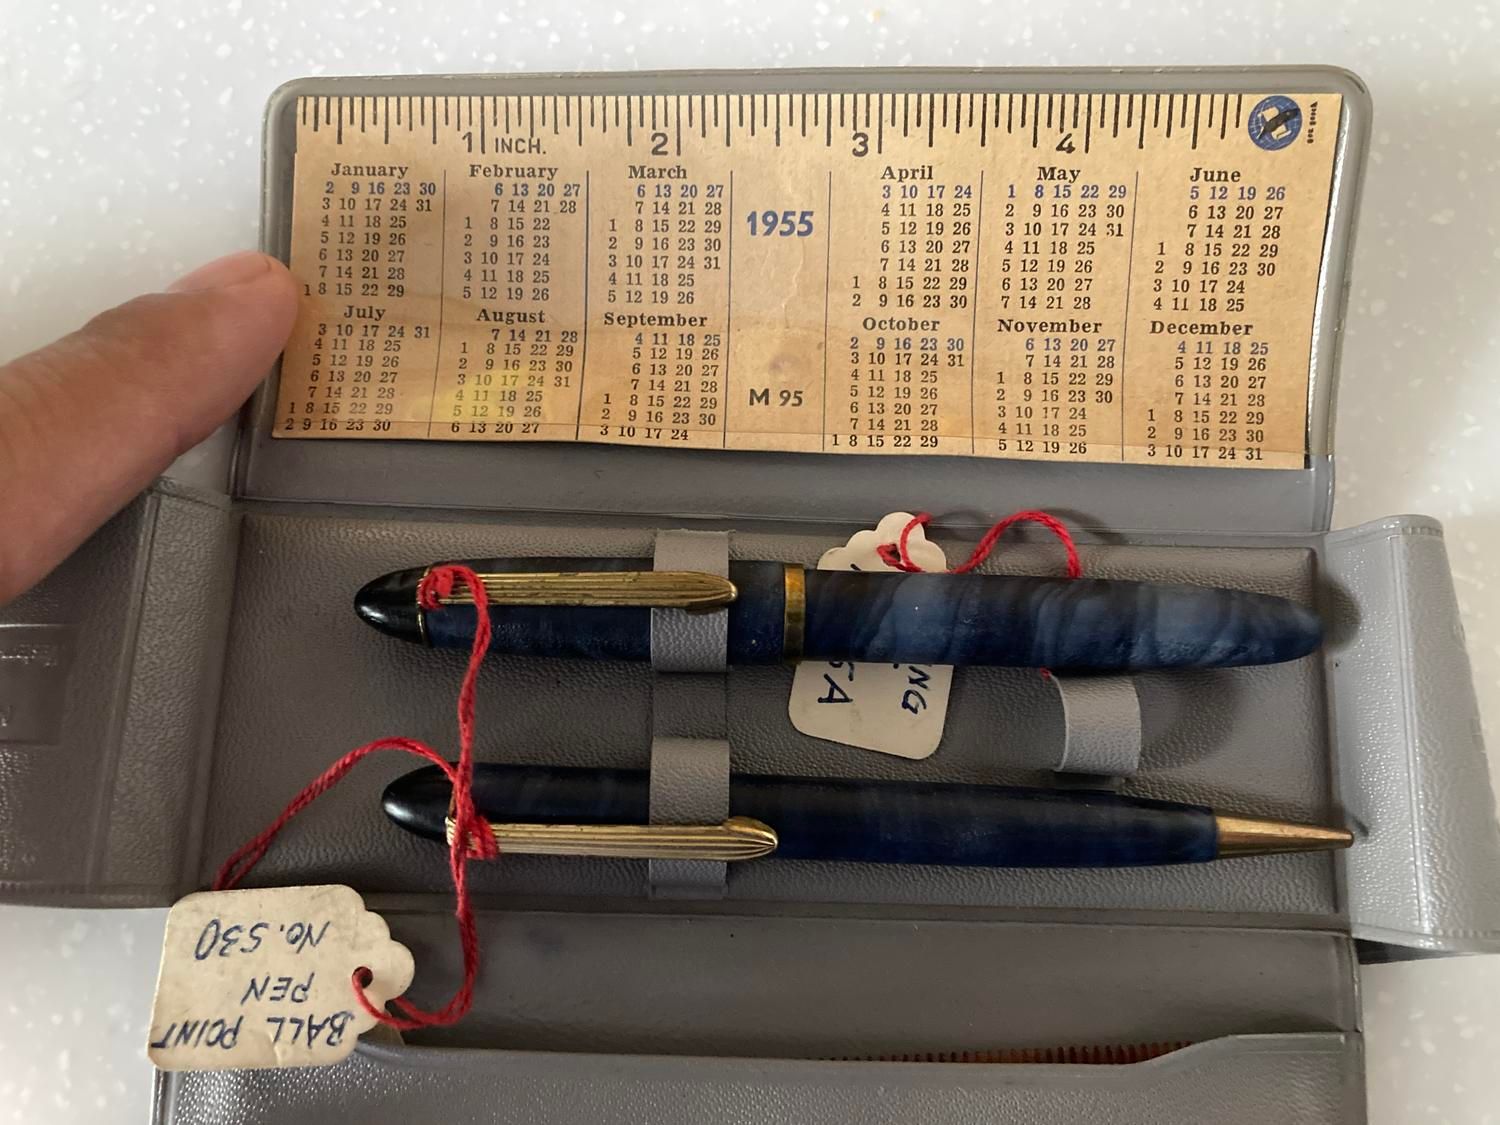 1 INCH. 2 3 4
January
2 9 16 23 30
3 10 17 24 31
4 11 18 25
5 12 19 26
6 13 20 27
7 14 21 28
1 8 15 22 29
February
6 13 20 27
7 14 21 28
1 8 15 22
2 9 16 23
3 10 17 24
4 11 18 25
5 12 19 26
March
6 13 20 27
7 14 21 28
1 8 15 22 29
2 9 16 23 30
3 10 17 24 31
4 11 18 25
5 12 19 26
1955
April
3 10 17 24
4 11 18 25
5 12 19 26
6 13 20 27
7 14 21 28
1 8 15 22 29
2 9 16 23 30
May
1 8 15 22 29
2 9 16 23 30
3 10 17 24 31
4 11 18 25
5 12 19 26
6 13 20 27
7 14 21 28
June
5 12 19 26
6 13 20 27
7 14 21 28
1 8 15 22 29
2 9 16 23 30
3 10 17 24
4 11 18 25
July
3 10 17 24 31
4 11 18 25
5 12 19 26
6 13 20 27
7 14 21 28
1 8 15 22 29
2 9 16 23 30
August
7 14 21 28
1 8 15 22 29
2 9 16 23 30
3 10 17 24 31
4 11 18 25
5 12 19 26
6 13 20 27
September
4 11 18 25
5 12 19 26
6 13 20 27
7 14 21 28
1 8 15 22 29
2 9 16 23 30
3 10 17 24
M 95
October
2 9 16 23 30
3 10 17 24 31
4 11 18 25
5 12 19 26
6 13 20 27
7 14 21 28
1 8 15 22 29
November
6 13 20 27
7 14 21 28
1 8 15 22 29
2 9 16 23 30
3 10 17 24
4 11 18 25
5 12 19 26
December
4 11 18 25
5 12 19 26
6 13 20 27
7 14 21 28
1 8 15 22 29
2 9 16 23 30
3 10 17 24 31
BALL POINT
PEN
No. 530